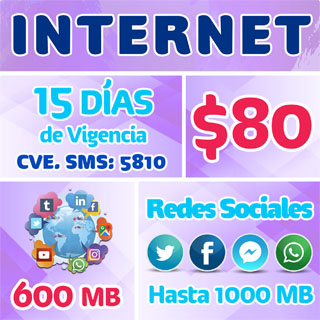 INTERNET
15 DÍAS
de Vigencia
CVE. SMS: 5810
$80
600 MB
Redes Sociales
Hasta 1000 MB